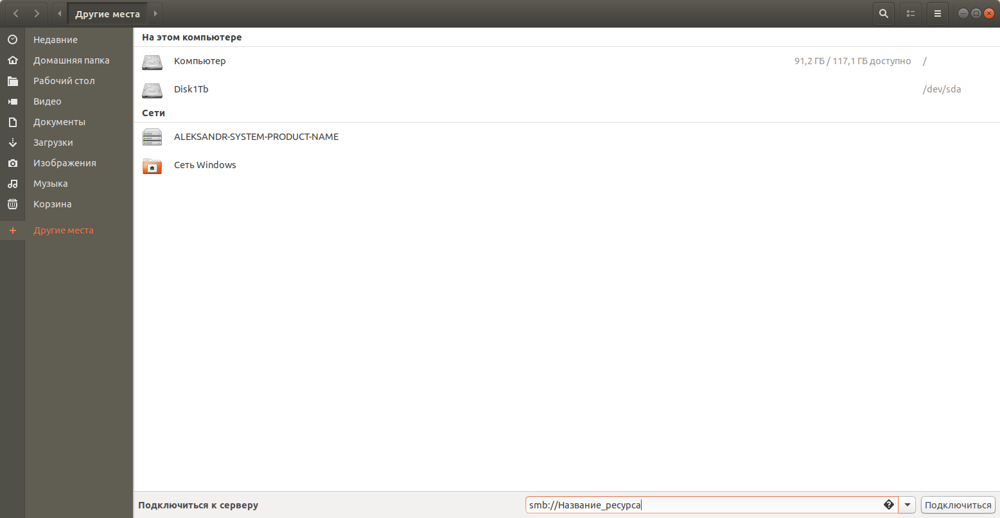 Другие места
Недавние
Домашняя папка
Рабочий стол
Видео
Документы
Загрузки
Изображения
Музыка
Корзина
Другие места
На этом компьютере
Компьютер 91,2 ГБ / 117,1 ГБ доступно /
Disk1Tb /dev/sda
Сети
ALEKSANDR-SYSTEM-PRODUCT-NAME
Сеть Windows
Подключиться к серверу smb://Название_ресурса Подключиться